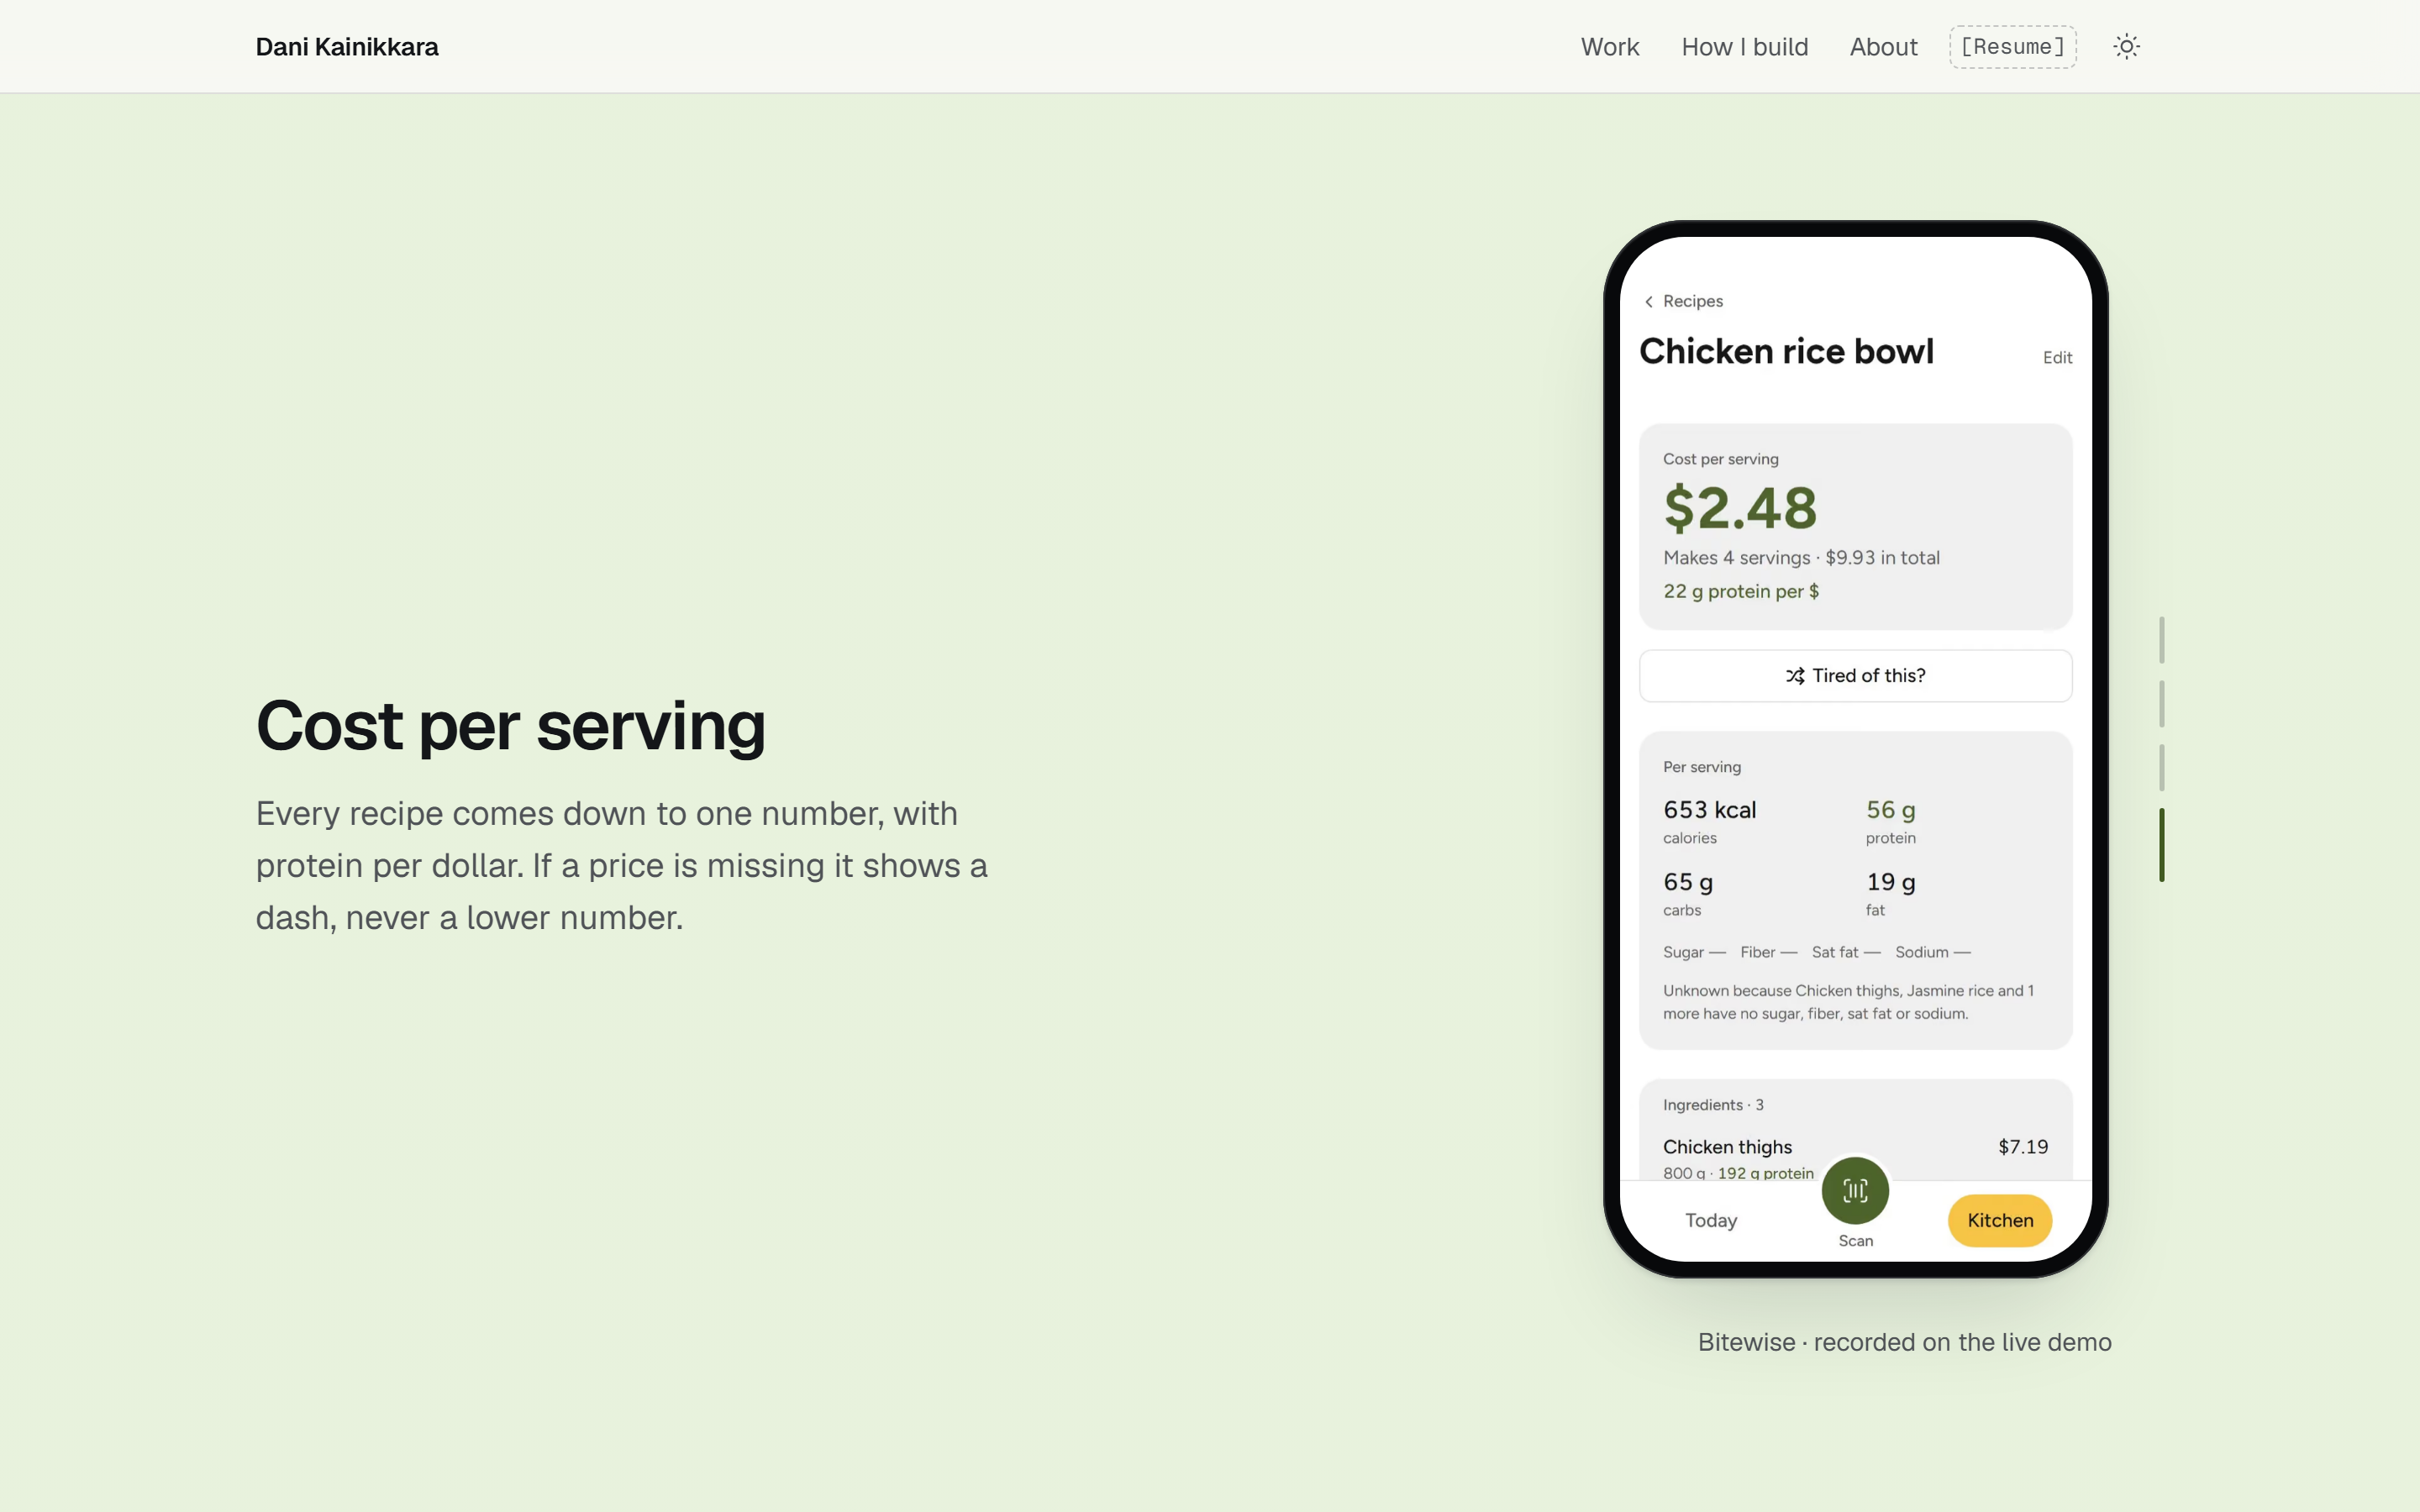 Dani Kainikkara
Work How I build About [Resume]
Cost per serving
Every recipe comes down to one number, with
protein per dollar. If a price is missing it shows a
dash, never a lower number.
Recipes
Chicken rice bowl
Edit
Cost per serving
$2.48
Makes 4 servings · $9.93 in total
22 g protein per $
Tired of this?
Per serving
653 kcal 56 g
calories protein
65 g 19 g
carbs fat
Sugar — Fiber — Sat fat — Sodium —
Unknown because Chicken thighs, Jasmine rice and 1
more have no sugar, fiber, sat fat or sodium.
Ingredients · 3
Chicken thighs $7.19
800 g · 192 g protein
Today Scan Kitchen
Bitewise · recorded on the live demo